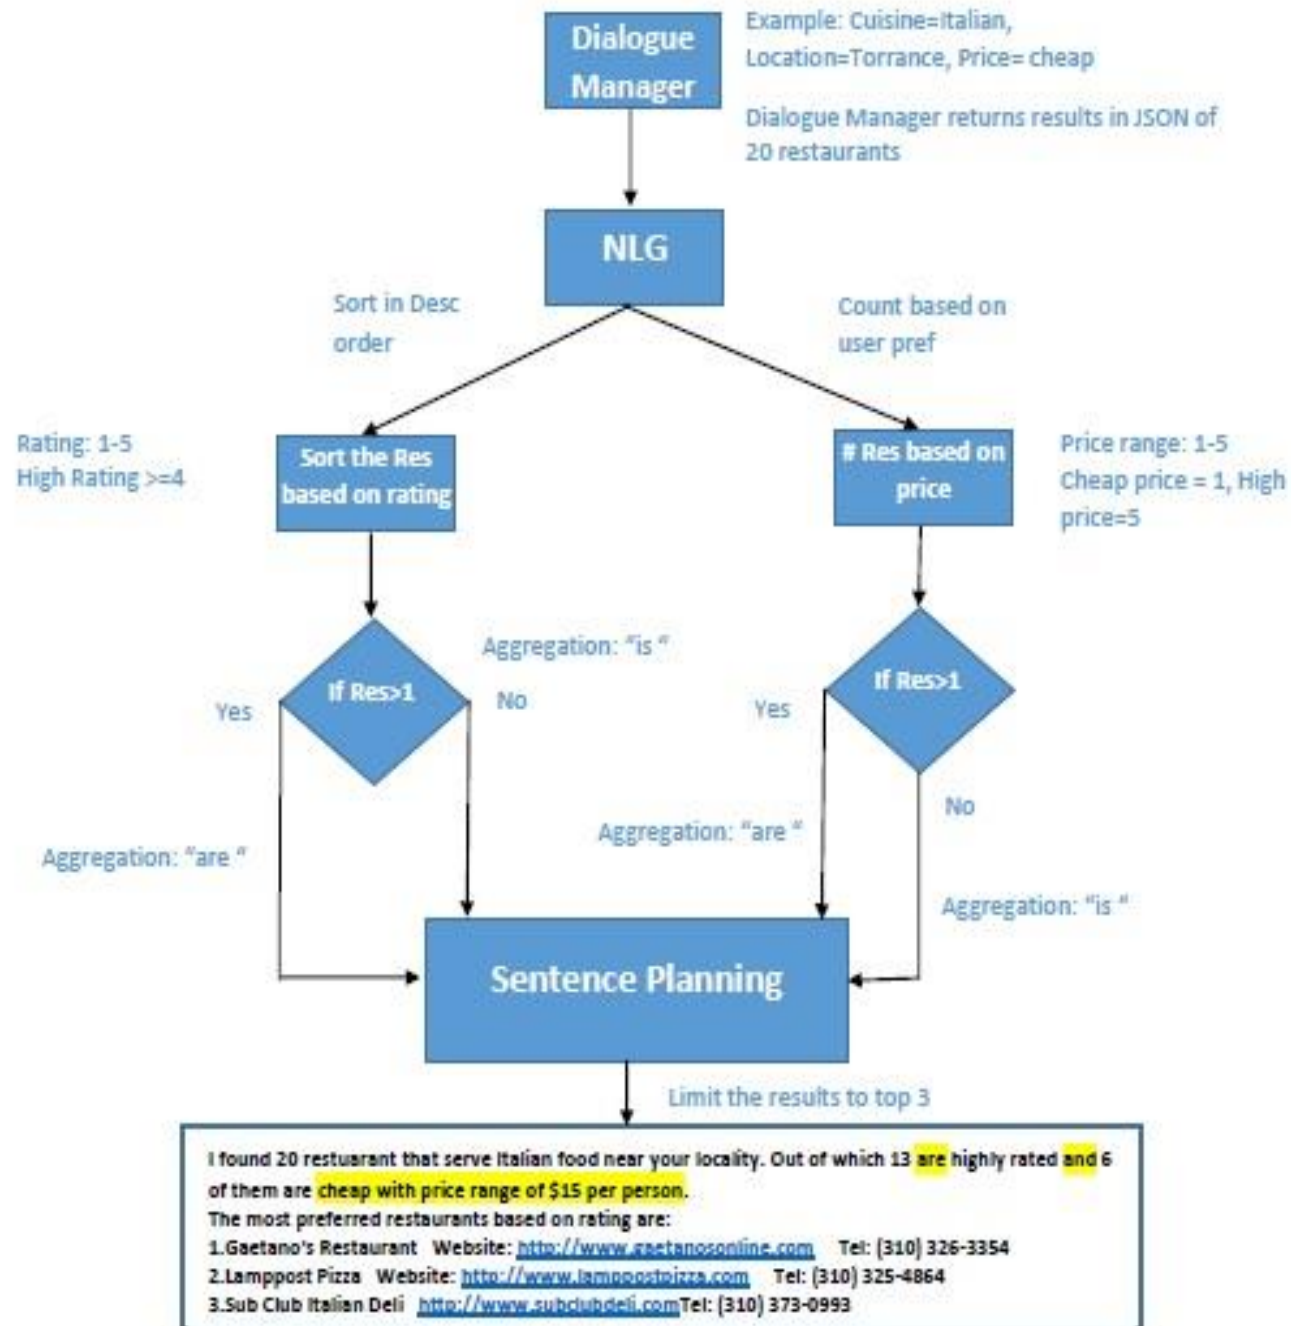 Dialogue
Manager
Example: Cuisine=Italian,
Location=Torrance, Price= cheap
Dialogue Manager returns results in JSON of
20 restaurants
NLG
Sort in Desc
order
Count based on
user pref
Rating: 1-5
High Rating >=4
Sort the Res
based on rating
# Res based on
price
Price range: 1-5
Cheap price = 1, High
price=5
If Res>1
Aggregation: "is "
No
Yes
If Res>1
Yes
No
Aggregation: "are "
Aggregation: "are "
Aggregation: "is "
Sentence Planning
Limit the results to top 3
I found 20 restuarant that serve Italian food near your locality. Out of which 13 are highly rated and 6
of them are cheap with price range of $15 per person.
The most preferred restaurants based on rating are:
1.Gaetano's Restaurant Website: http://www.gaetanosonline.com Tel: (310) 326-3354
2.Lamppost Pizza Website: http://www.lamppostpizza.com Tel: (310) 325-4864
3.Sub Club Italian Deli http://www.subclubdeli.comTel: (310) 373-0993